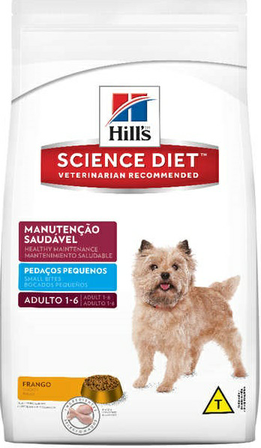 Hill's
SCIENCE DIET™
VETERINARIAN RECOMMENDED
MANUTENÇÃO
SAUDÁVEL
HEALTHY MAINTENANCE
MANTENIMIENTO SALUDABLE
PEDAÇOS PEQUENOS
SMALL BITES
BOCADOS PEQUEÑOS
ADULTO 1-6
ADULT 1-6
ADULTO 1-6
FRANGO
T